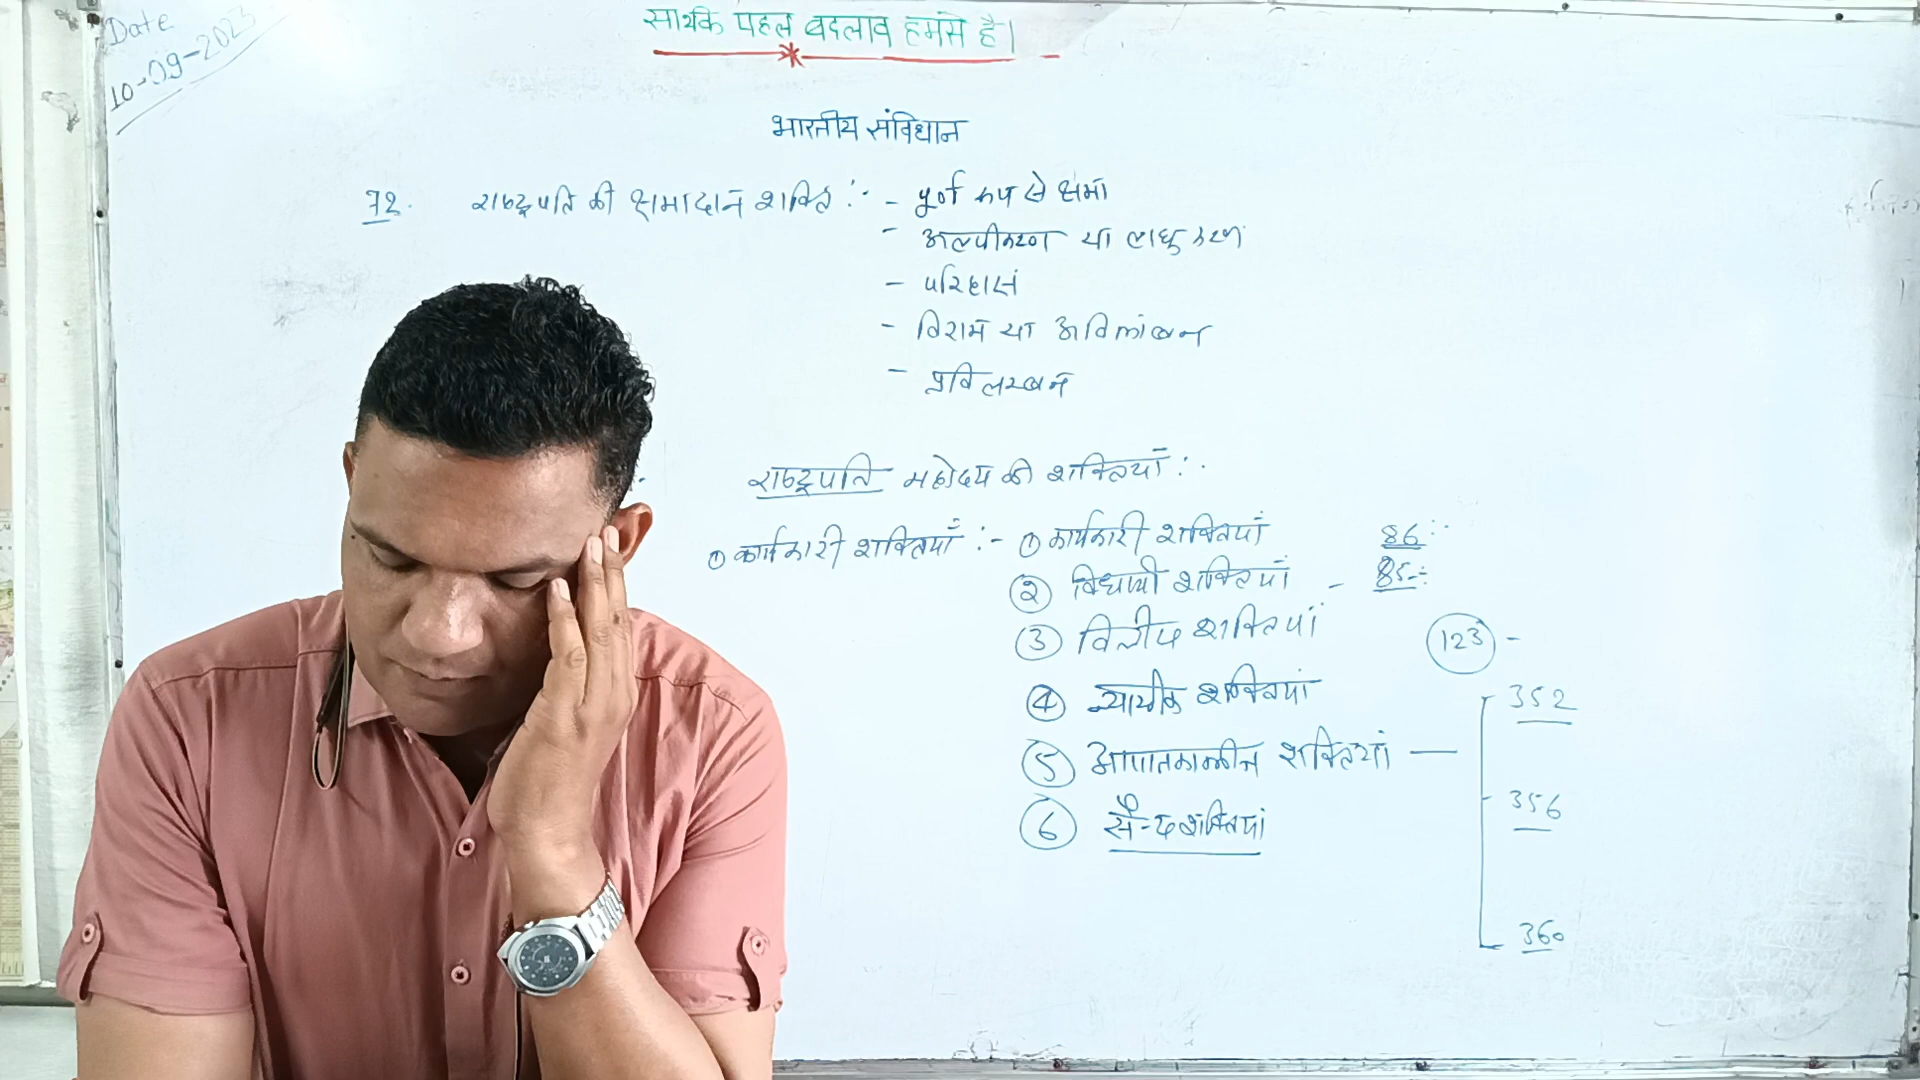 Date
10-09-2023
सार्थक पहल बदलाव हमसे है।
भारतीय संविधान
72. राष्ट्रपति की क्षमादान शक्ति :- - पूर्ण रूप से क्षमा
- अल्पीकरण या लघुकरण
- परिहास
- विराम या अविलंबन
- प्रविलम्बन
राष्ट्रपति महोदय की शक्तियाँ :-
① कार्यकारी शक्तियाँ :- ① कार्यकारी शक्तियां 86:-
② विधायी शक्तियाँ - 85-:
③ वित्तीय शक्तियां 123 -
④ न्यायीक शक्तियां 352
⑤ आपातकालीन शक्तियां — 356
⑥ सैन्य शक्तियां
360